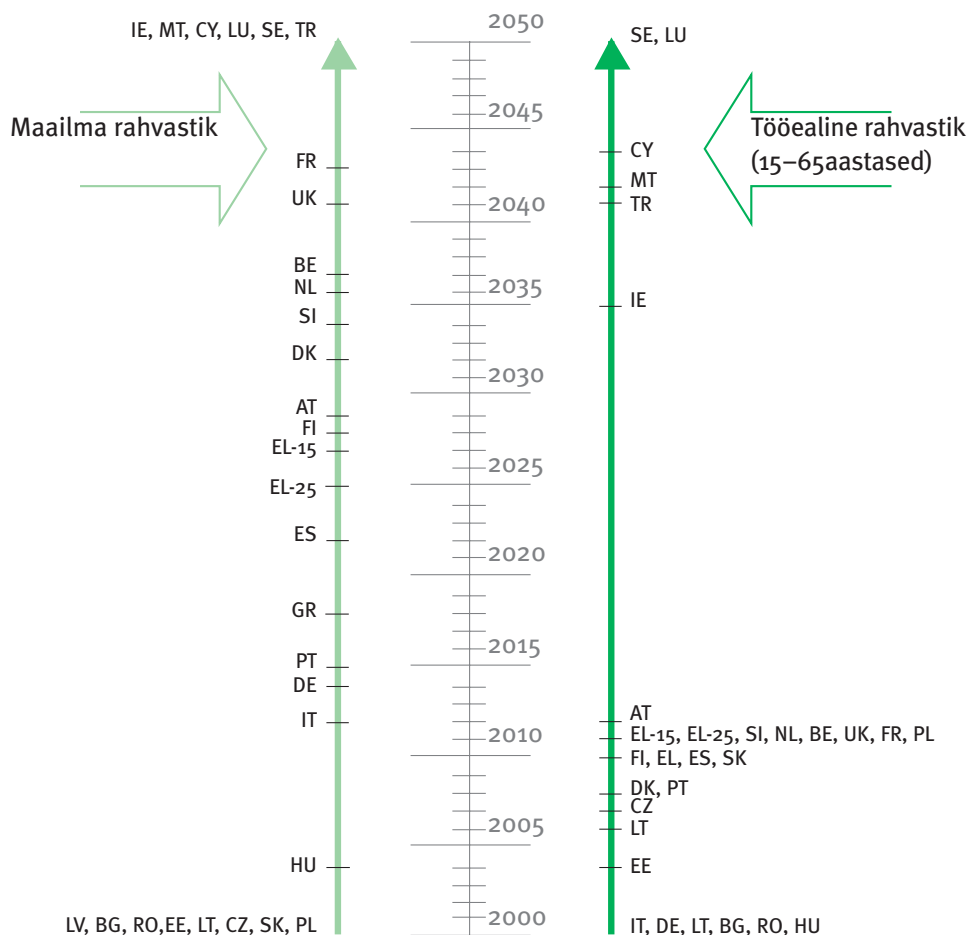 IE, MT, CY, LU, SE, TR
2050
SE, LU
Maailma rahvastik
2045
Tööealine rahvastik
(15–65aastased)
FR
CY
MT
UK
2040
TR
BE
NL
2035
IE
SI
DK
2030
AT
FI
EL-15
2025
EL-25
ES
2020
GR
2015
PT
DE
IT
AT
2010
EL-15, EL-25, SI, NL, BE, UK, FR, PL
FI, EL, ES, SK
DK, PT
CZ
2005
LT
HU
EE
LV, BG, RO,EE, LT, CZ, SK, PL
2000
IT, DE, LT, BG, RO, HU